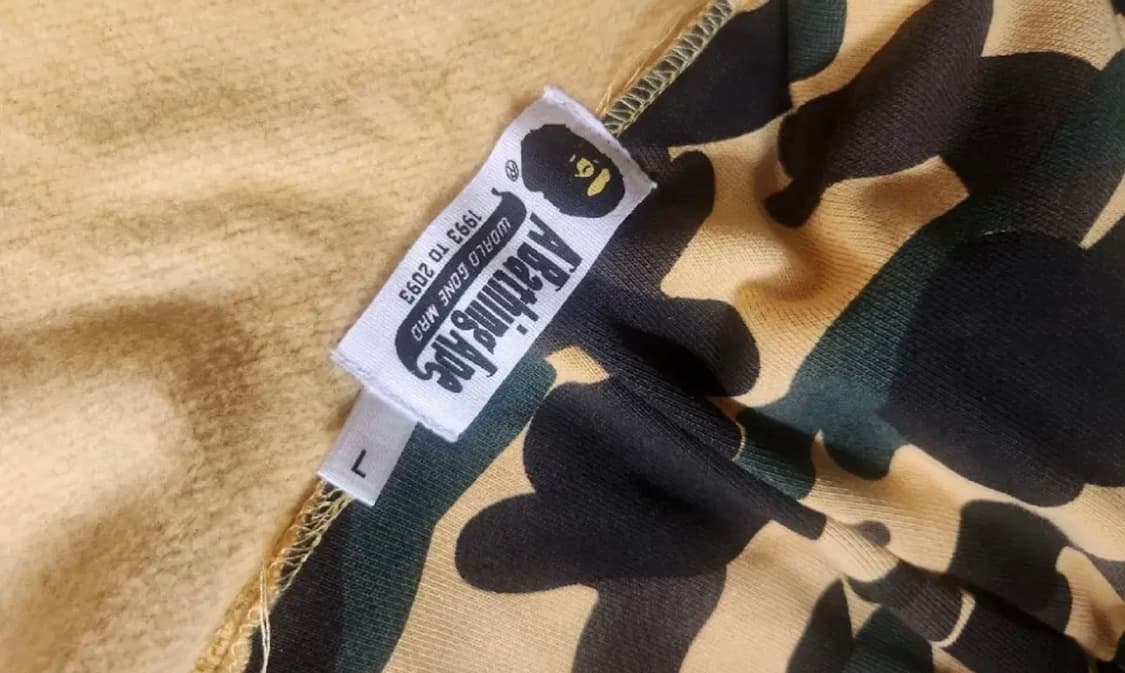 A Bathing Ape
WORLD GONE MAD
1993 TO 2093
®
L